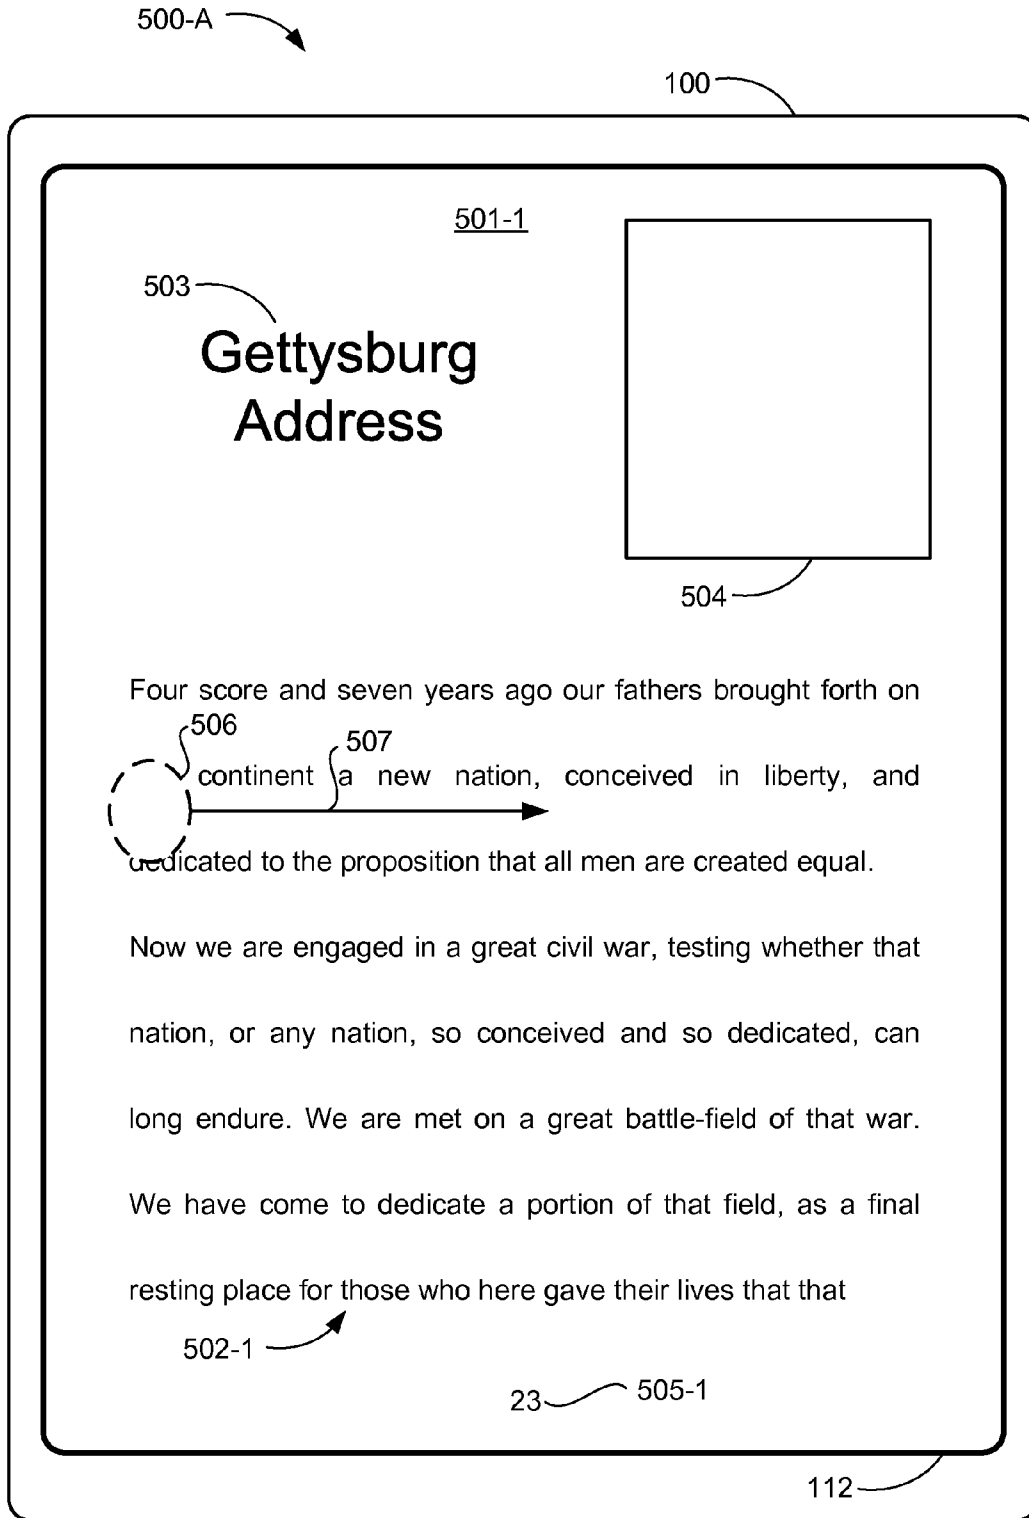 500-A
100
501-1
503
Gettysburg
Address
504
Four score and seven years ago our fathers brought forth on
506
507
continent a new nation, conceived in liberty, and
dedicated to the proposition that all men are created equal.
Now we are engaged in a great civil war, testing whether that
nation, or any nation, so conceived and so dedicated, can
long endure. We are met on a great battle-field of that war.
We have come to dedicate a portion of that field, as a final
resting place for those who here gave their lives that that
502-1
23
505-1
112